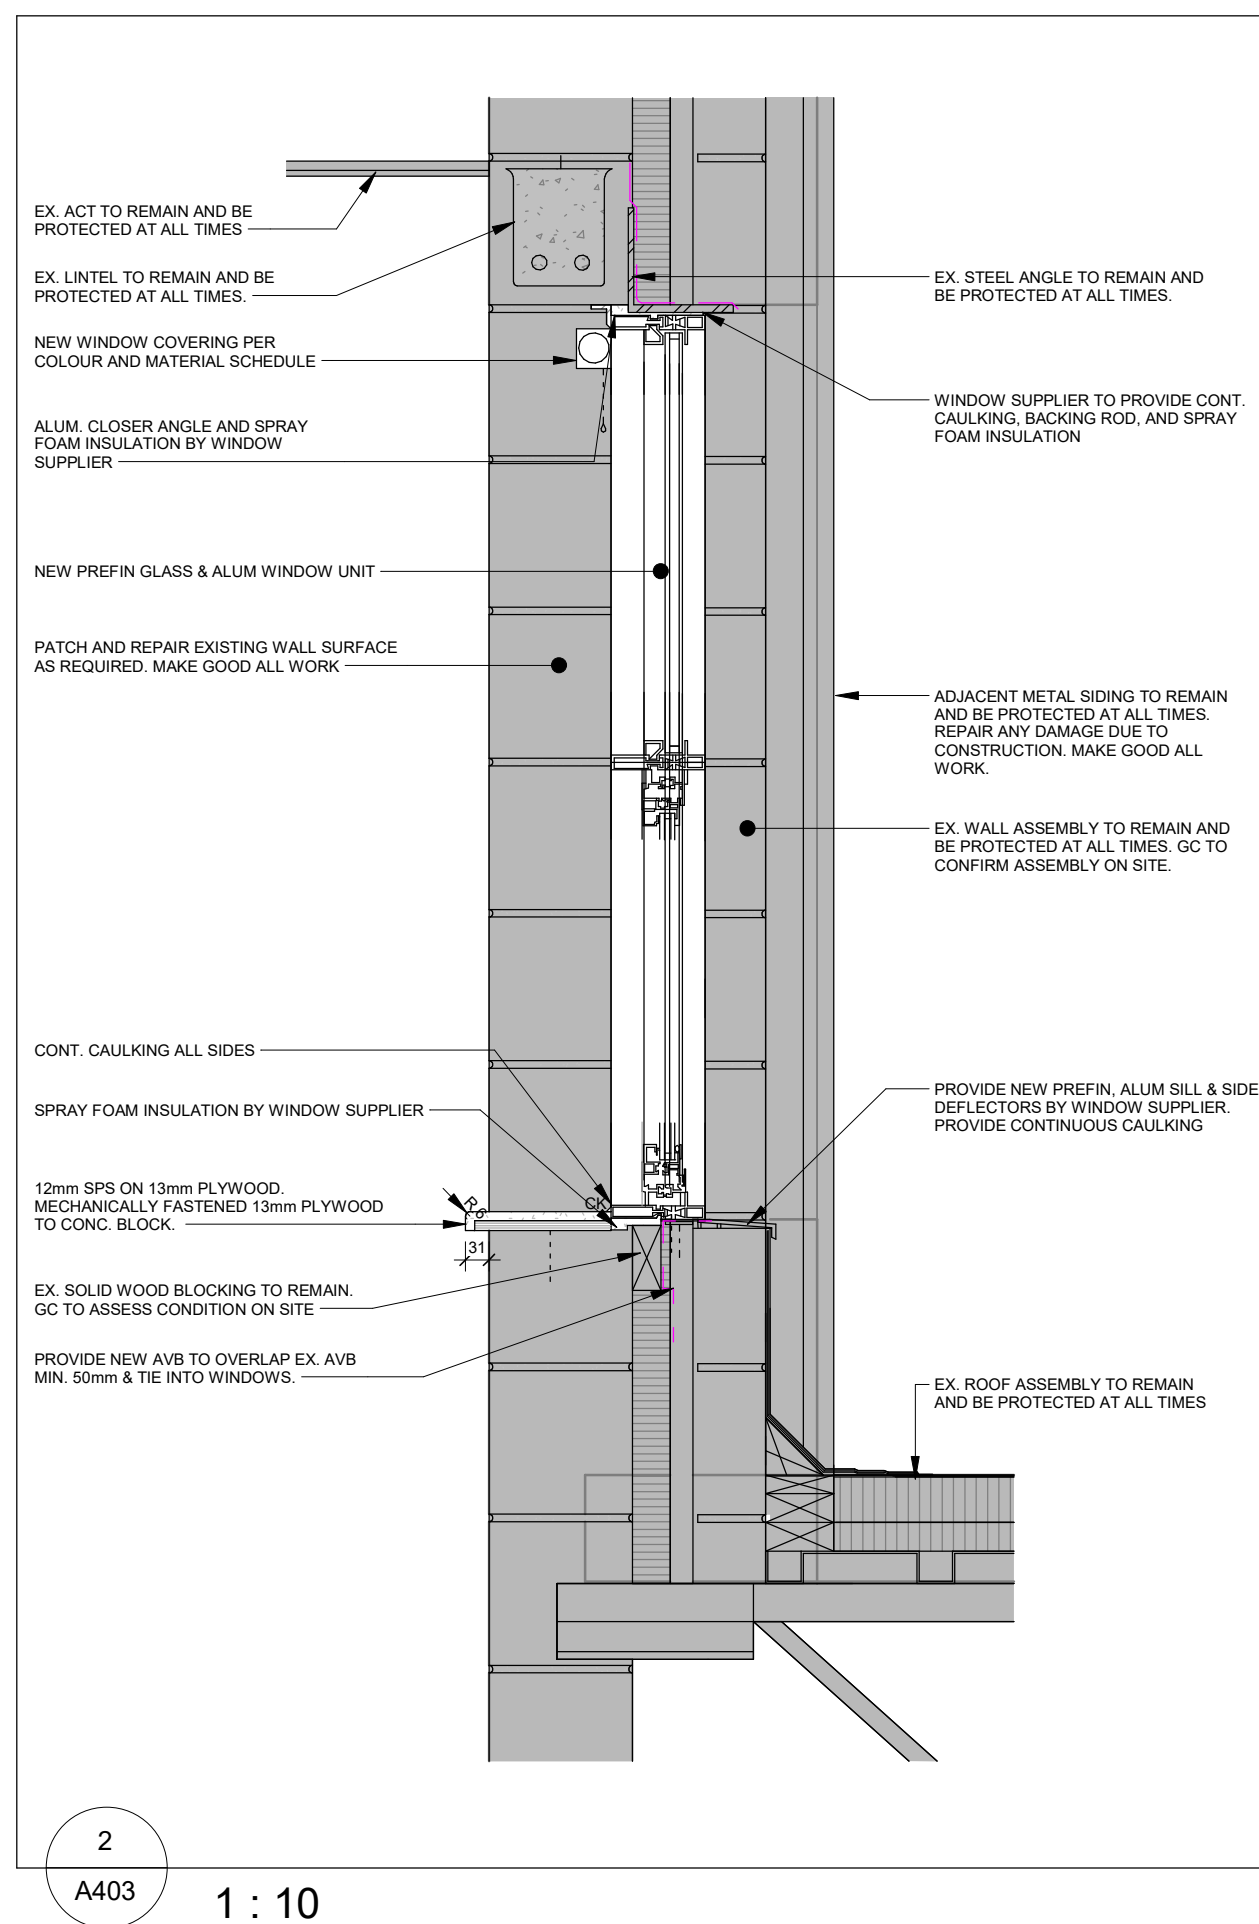 EX. ACT TO REMAIN AND BE
PROTECTED AT ALL TIMES
EX. LINTEL TO REMAIN AND BE
PROTECTED AT ALL TIMES.
NEW WINDOW COVERING PER
COLOUR AND MATERIAL SCHEDULE
ALUM. CLOSER ANGLE AND SPRAY
FOAM INSULATION BY WINDOW
SUPPLIER
NEW PREFIN GLASS & ALUM WINDOW UNIT
PATCH AND REPAIR EXISTING WALL SURFACE
AS REQUIRED. MAKE GOOD ALL WORK
CONT. CAULKING ALL SIDES
SPRAY FOAM INSULATION BY WINDOW SUPPLIER
12mm SPS ON 13mm PLYWOOD.
MECHANICALLY FASTENED 13mm PLYWOOD
TO CONC. BLOCK.
R 6
CK
31
EX. SOLID WOOD BLOCKING TO REMAIN.
GC TO ASSESS CONDITION ON SITE
PROVIDE NEW AVB TO OVERLAP EX. AVB
MIN. 50mm & TIE INTO WINDOWS.
EX. STEEL ANGLE TO REMAIN AND
BE PROTECTED AT ALL TIMES.
WINDOW SUPPLIER TO PROVIDE CONT.
CAULKING, BACKING ROD, AND SPRAY
FOAM INSULATION
ADJACENT METAL SIDING TO REMAIN
AND BE PROTECTED AT ALL TIMES.
REPAIR ANY DAMAGE DUE TO
CONSTRUCTION. MAKE GOOD ALL
WORK.
EX. WALL ASSEMBLY TO REMAIN AND
BE PROTECTED AT ALL TIMES. GC TO
CONFIRM ASSEMBLY ON SITE.
PROVIDE NEW PREFIN, ALUM SILL & SIDE
DEFLECTORS BY WINDOW SUPPLIER.
PROVIDE CONTINUOUS CAULKING
EX. ROOF ASSEMBLY TO REMAIN
AND BE PROTECTED AT ALL TIMES
2
A403
1 : 10